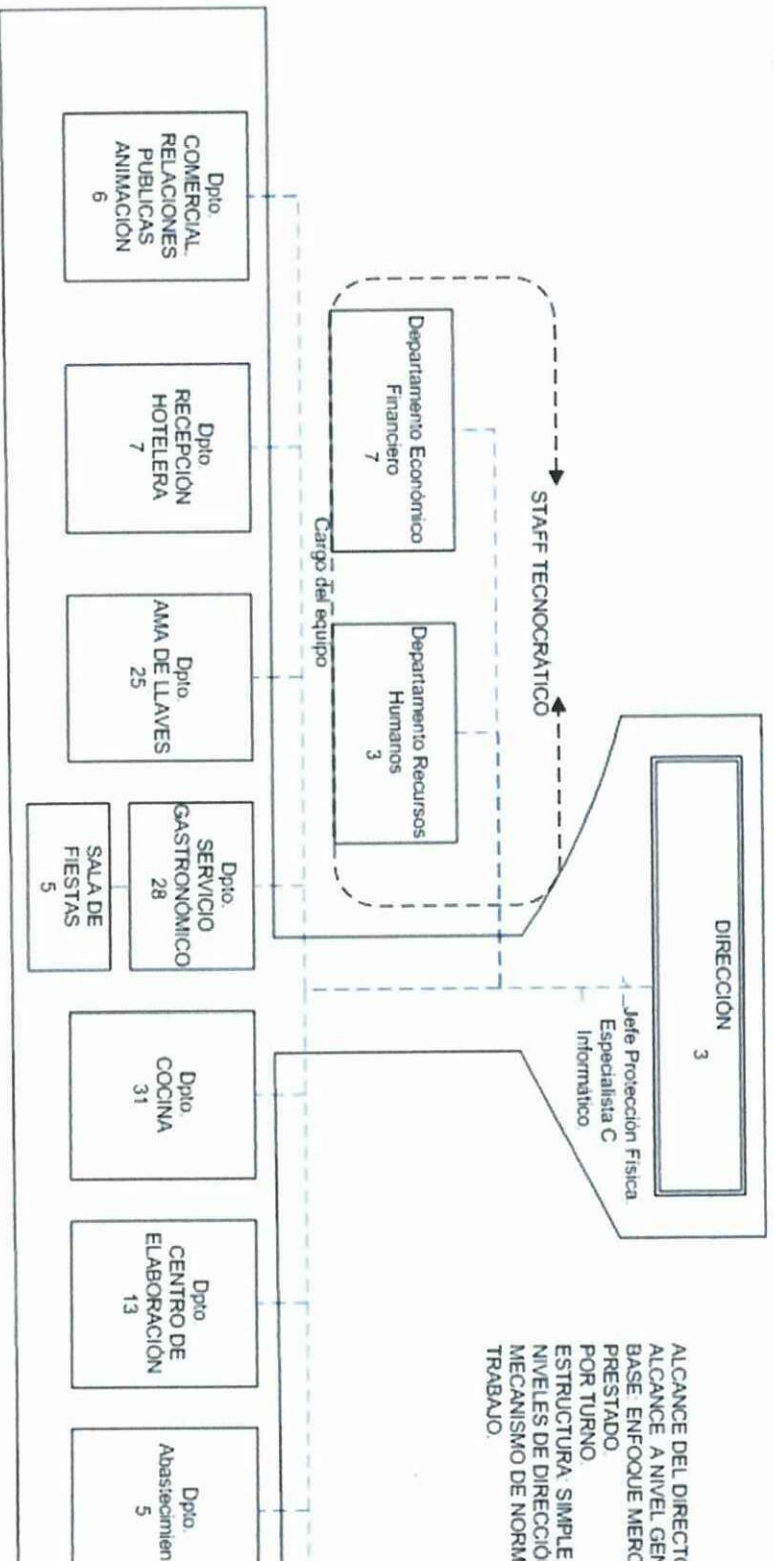 DIRECCIÓN
3
Jefe Protección Física.
Especialista C
Informático.
ALCANCE DEL
ALCANCE A NIVEL
BASE: ENFOQUE
PRESTADO.
POR TURNO.
ESTRUCTURA: SIMPLE
NIVELES DE
MECANISMO DE
TRABAJO.
STAFF TECNOCRÁTICO
Departamento Económico
Financiero
7
Departamento Recursos
Humanos
3
Cargo del equipo
Dpto.
COMERCIAL.
RELACIONES
PUBLICAS
ANIMACIÓN
6
Dpto.
RECEPCIÓN
HOTELERA
7
Dpto.
AMA DE LLAVES
25
Dpto.
SERVICIO
GASTRONÓMICO
28
SALA DE
FIESTAS
5
Dpto.
COCINA
31
Dpto
CENTRO DE
ELABORACIÓN
13
Dpto.
Abastecimien
5